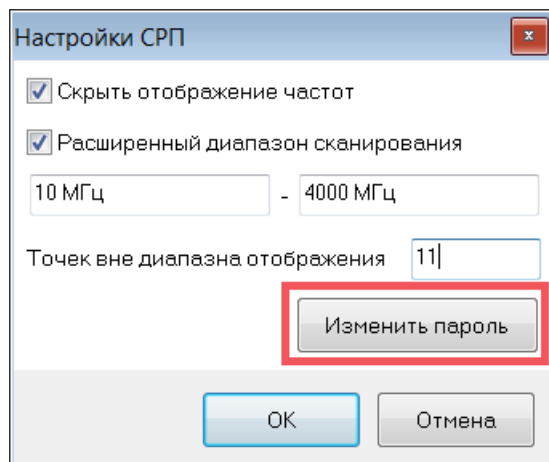 Настройки СРП
Скрыть отображение частот
Расширенный диапазон сканирования
10 МГц - 4000 МГц
Точек вне диапазна отображения 11
Изменить пароль
OK Отмена